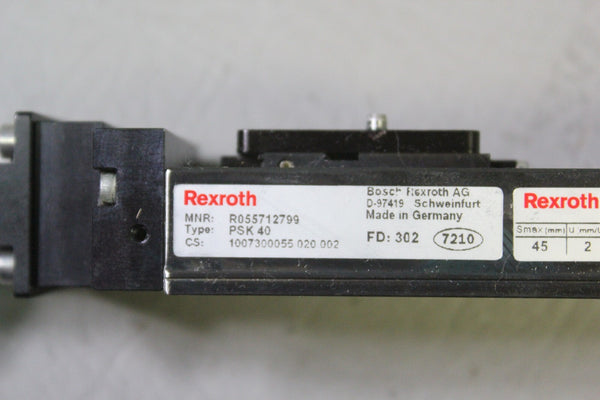 Rexroth
MNR: R055712799
Type: PSK 40
CS: 1007300055 020 002
Bosch Rexroth AG
D-97419 Schweinfurt
Made in Germany
FD: 302 7210
Rexroth
Smax (mm) u mm/
45 2